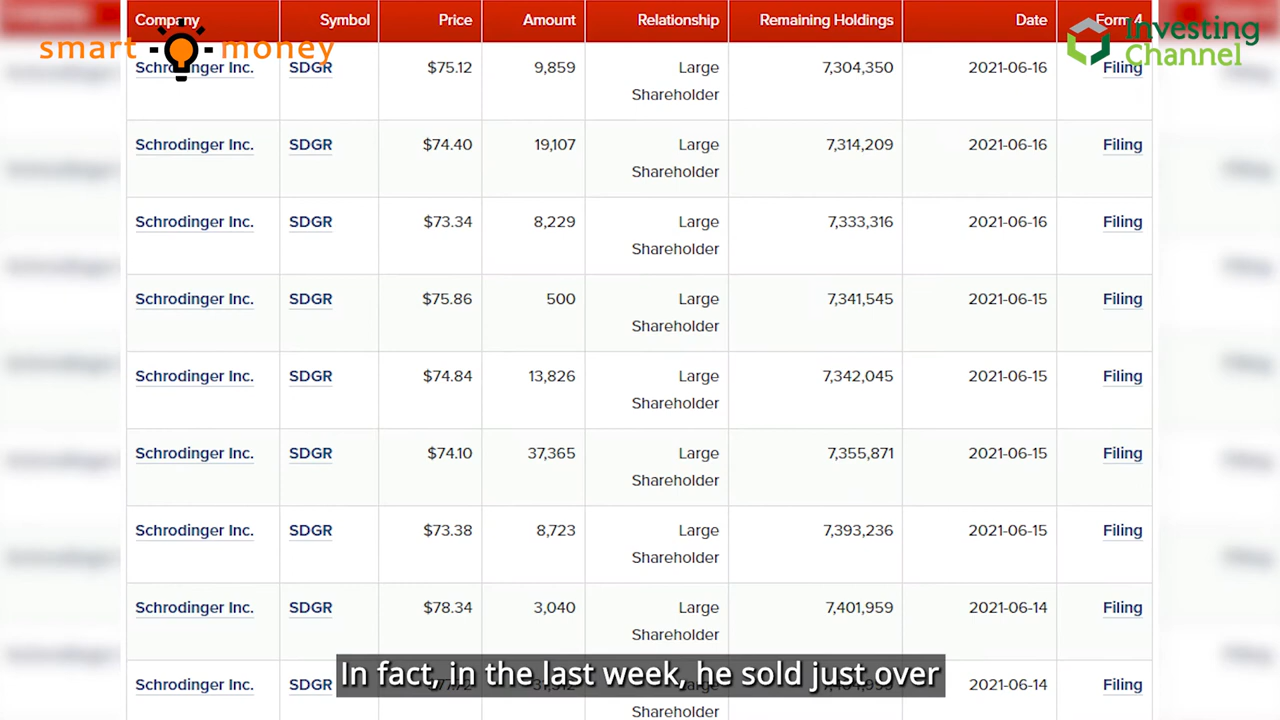 Company Symbol Price Amount Relationship Remaining Holdings Date Form 4
smart money
Investing
Channel
Schrodinger Inc. SDGR $75.12 9,859 Large Shareholder 7,304,350 2021-06-16 Filing
Schrodinger Inc. SDGR $74.40 19,107 Large Shareholder 7,314,209 2021-06-16 Filing
Schrodinger Inc. SDGR $73.34 8,229 Large Shareholder 7,333,316 2021-06-16 Filing
Schrodinger Inc. SDGR $75.86 500 Large Shareholder 7,341,545 2021-06-15 Filing
Schrodinger Inc. SDGR $74.84 13,826 Large Shareholder 7,342,045 2021-06-15 Filing
Schrodinger Inc. SDGR $74.10 37,365 Large Shareholder 7,355,871 2021-06-15 Filing
Schrodinger Inc. SDGR $73.38 8,723 Large Shareholder 7,393,236 2021-06-15 Filing
Schrodinger Inc. SDGR $78.34 3,040 Large Shareholder 7,401,959 2021-06-14 Filing
Schrodinger Inc. SDGR Large Shareholder 2021-06-14 Filing
In fact, in the last week, he sold just over